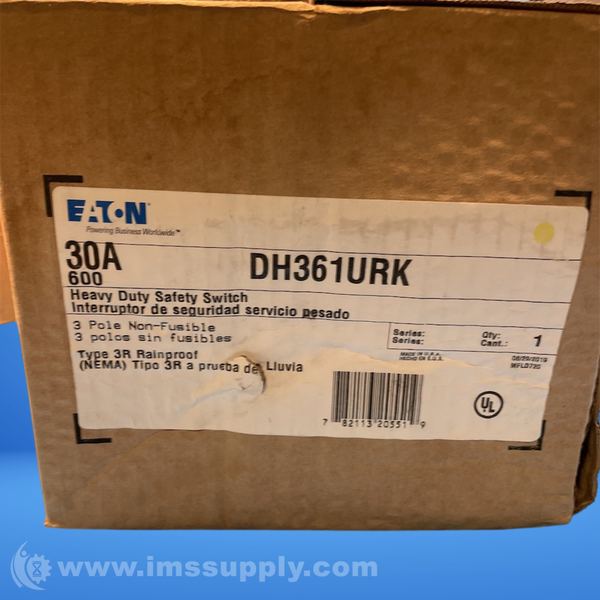 EATON
Powering Business Worldwide™
30A
600
DH361URK
Heavy Duty Safety Switch
Interruptor de seguridad servicio pesado
3 Pole Non-Fusible
3 polos sin fusibles
Type 3R Rainproof
(NEMA) Tipo 3R a prueba de Lluvia
Series:
Series:
Qty:
Cant.:
1
MADE IN U.S.A.
HECHO EN E.U.A.
08/29/2019
MFLD720
7 82113 20551 9
UL
www.imssupply.com